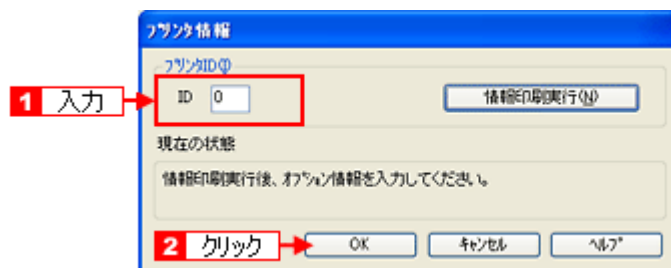 プリンタ情報
プリンタID(I)
1 入力
ID 0
情報印刷実行(N)
現在の状態
情報印刷実行後、オプション情報を入力してください。
2 クリック
OK
キャンセル
ヘルプ